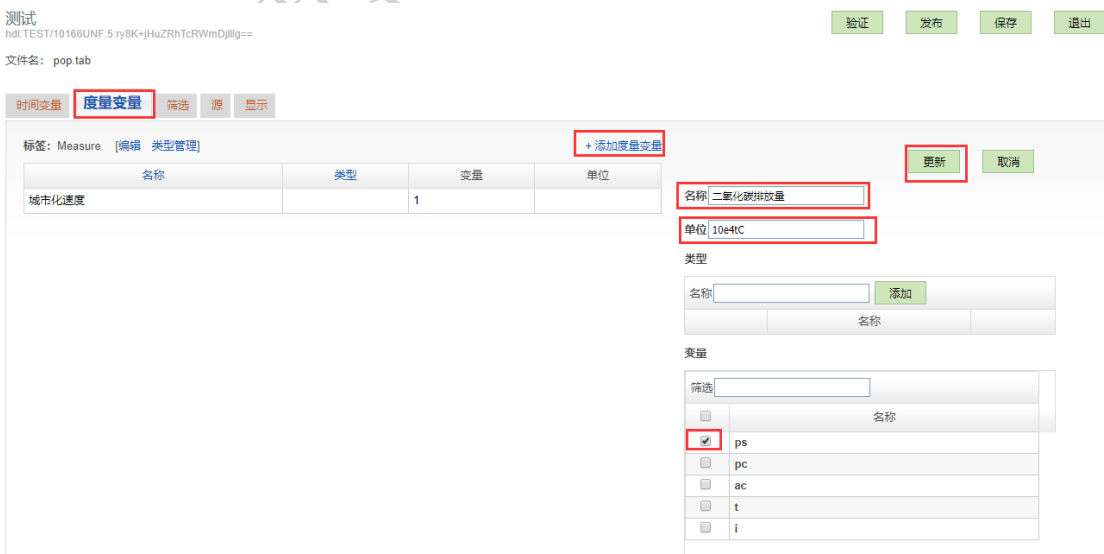 测试
验证 发布 保存 退出
hdl:TEST/10166UNF:5:ry8K+jHuZRhTcRWmDjlllg==
文件名: pop.tab
时间变量 度量变量 筛选 源 显示
标签: Measure [编辑 类型管理] +添加度量变量
更新 取消
名称 类型 变量 单位
城市化速度 1
名称 二氧化碳排放量
单位 10e4tC
类型
名称 添加
名称
变量
筛选
名称
ps
pc
ac
t
i